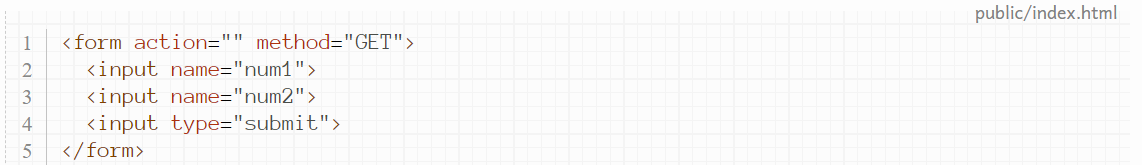 public/index.html
1 <form action="" method="GET">
2   <input name="num1">
3   <input name="num2">
4   <input type="submit">
5 </form>